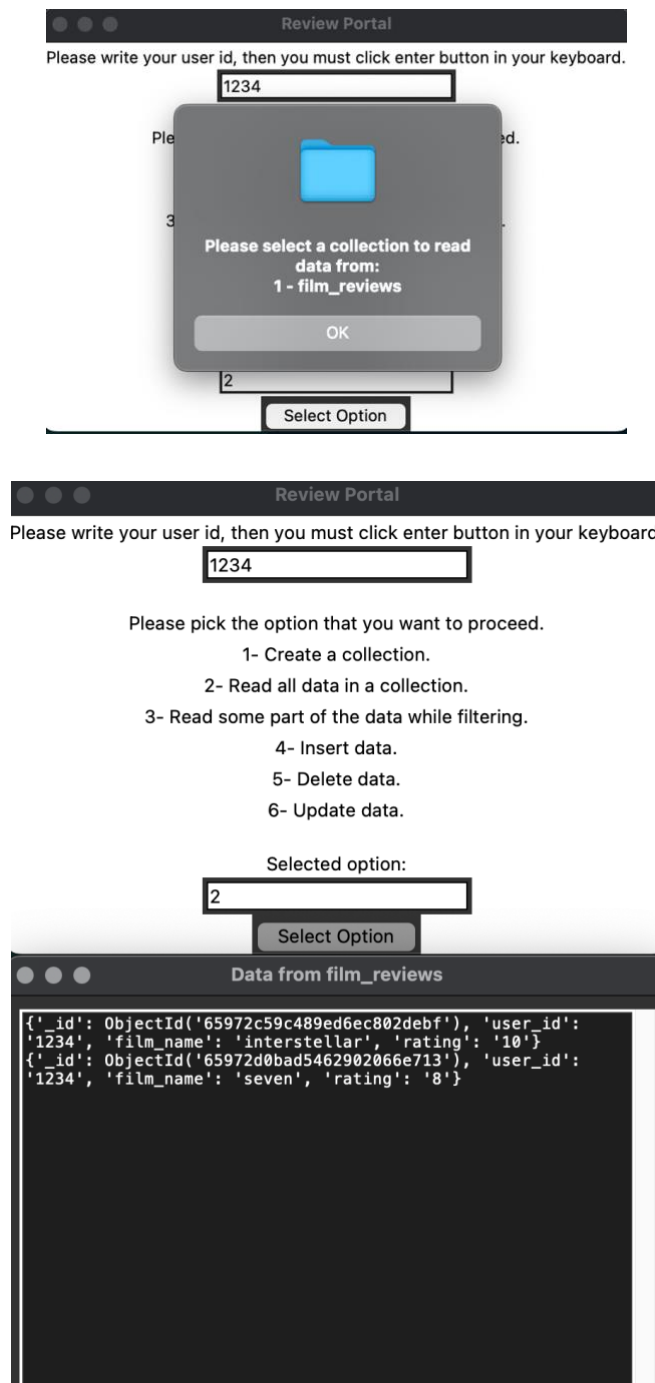 Review Portal
Please write your user id, then you must click enter button in your keyboard.
1234
Ple
ed.
3
.
Please select a collection to read
data from:
1 - film_reviews
OK
2
Select Option
Review Portal
Please write your user id, then you must click enter button in your keyboard
1234
Please pick the option that you want to proceed.
1- Create a collection.
2- Read all data in a collection.
3- Read some part of the data while filtering.
4- Insert data.
5- Delete data.
6- Update data.
Selected option:
2
Select Option
Data from film_reviews
{'_id': ObjectId('65972c59c489ed6ec802debf'), 'user_id':
'1234', 'film_name': 'interstellar', 'rating': '10'}
{'_id': ObjectId('65972d0bad5462902066e713'), 'user_id':
'1234', 'film_name': 'seven', 'rating': '8'}